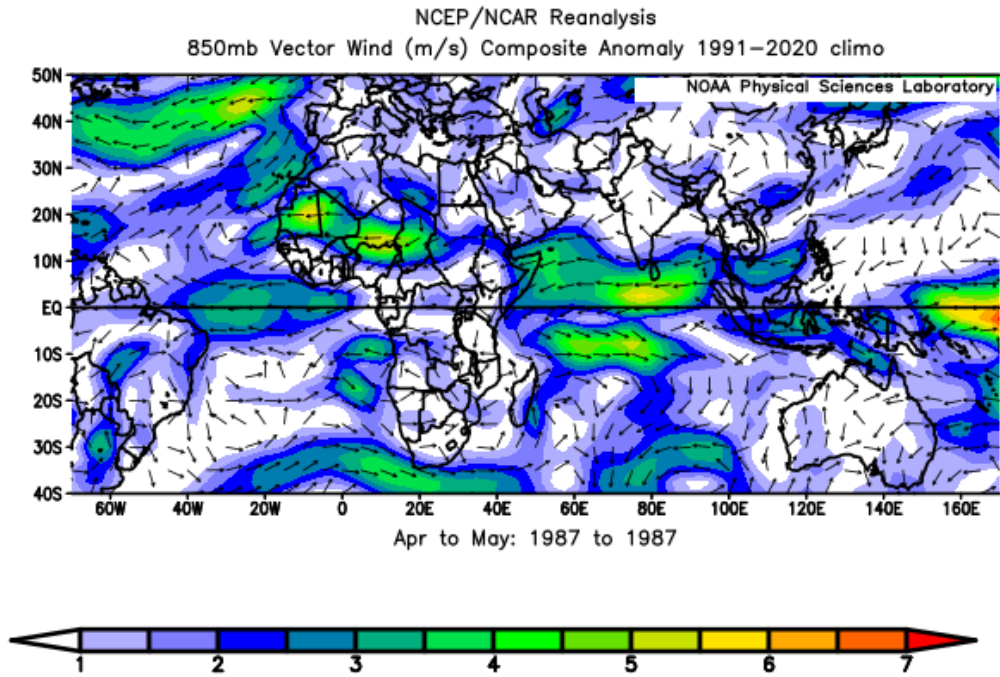 NCEP/NCAR Reanalysis
850mb Vector Wind (m/s) Composite Anomaly 1991-2020 climo
NOAA Physical Sciences Laboratory
50N
40N
30N
20N
10N
EQ
10S
20S
30S
40S
60W 40W 20W 0 20E 40E 60E 80E 100E 120E 140E 160E
Apr to May: 1987 to 1987
1 2 3 4 5 6 7